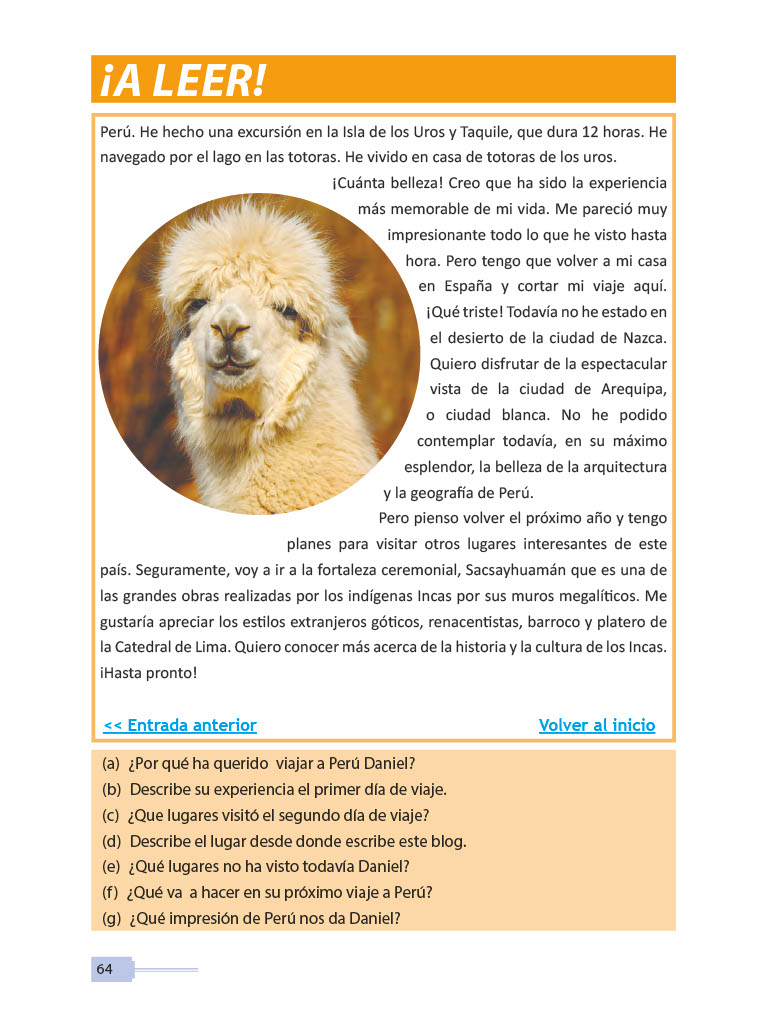 ¡A LEER!
Perú. He hecho una excursión en la Isla de los Uros y Taquile, que dura 12 horas. He
navegado por el lago en las totoras. He vivido en casa de totoras de los uros.
¡Cuánta belleza! Creo que ha sido la experiencia
más memorable de mi vida. Me pareció muy
impresionante todo lo que he visto hasta
hora. Pero tengo que volver a mi casa
en España y cortar mi viaje aquí.
¡Qué triste! Todavía no he estado en
el desierto de la ciudad de Nazca.
Quiero disfrutar de la espectacular
vista de la ciudad de Arequipa,
o ciudad blanca. No he podido
contemplar todavía, en su máximo
esplendor, la belleza de la arquitectura
y la geografía de Perú.
Pero pienso volver el próximo año y tengo
planes para visitar otros lugares interesantes de este
país. Seguramente, voy a ir a la fortaleza ceremonial, Sacsayhuamán que es una de
las grandes obras realizadas por los indígenas Incas por sus muros megalíticos. Me
gustaría apreciar los estilos extranjeros góticos, renacentistas, barroco y platero de
la Catedral de Lima. Quiero conocer más acerca de la historia y la cultura de los Incas.
¡Hasta pronto!
<< Entrada anterior Volver al inicio
(a) ¿Por qué ha querido viajar a Perú Daniel?
(b) Describe su experiencia el primer día de viaje.
(c) ¿Que lugares visitó el segundo día de viaje?
(d) Describe el lugar desde donde escribe este blog.
(e) ¿Qué lugares no ha visto todavía Daniel?
(f) ¿Qué va a hacer en su próximo viaje a Perú?
(g) ¿Qué impresión de Perú nos da Daniel?
64